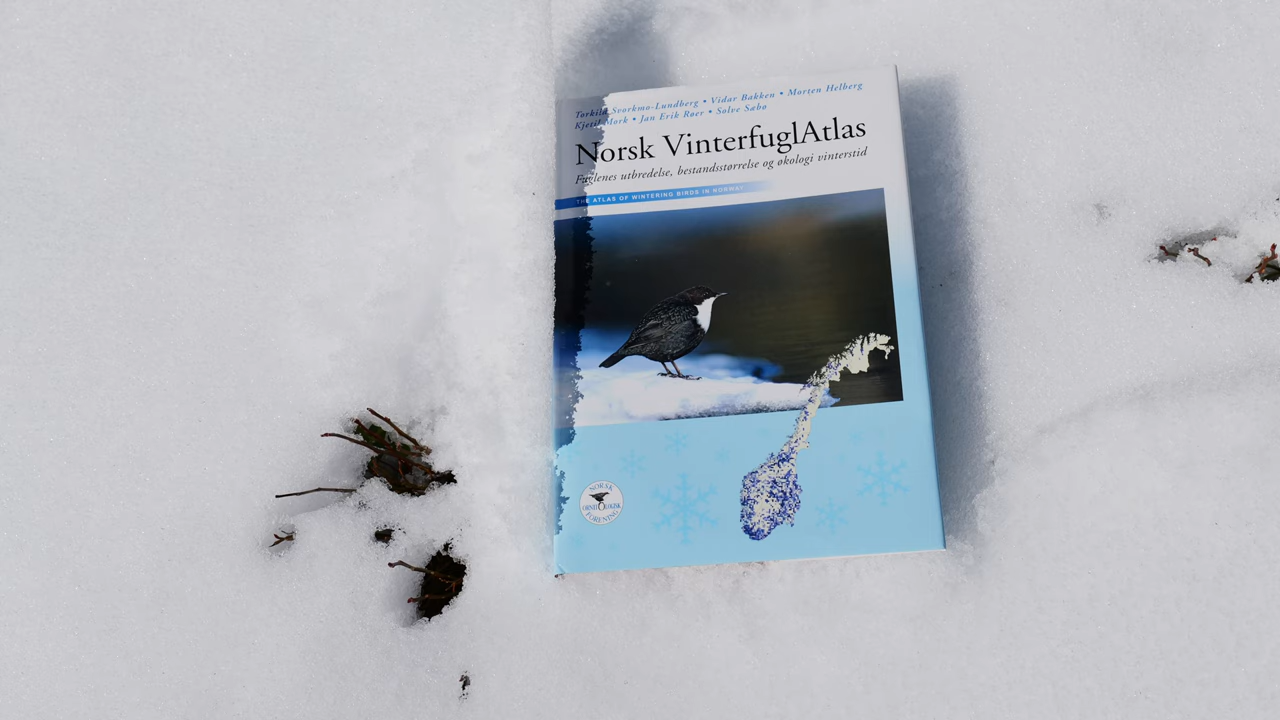 Torkild Svorkmo-Lundberg • Vidar Bakken • Morten Helberg
Kjetil Mork • Jan Erik Røer • Solve Sæbø
Norsk VinterfuglAtlas
Fuglenes utbredelse, bestandsstørrelse og økologi vinterstid
THE ATLAS OF WINTERING BIRDS IN NORWAY
NORSK
ORNITOLOGISK
FORENING